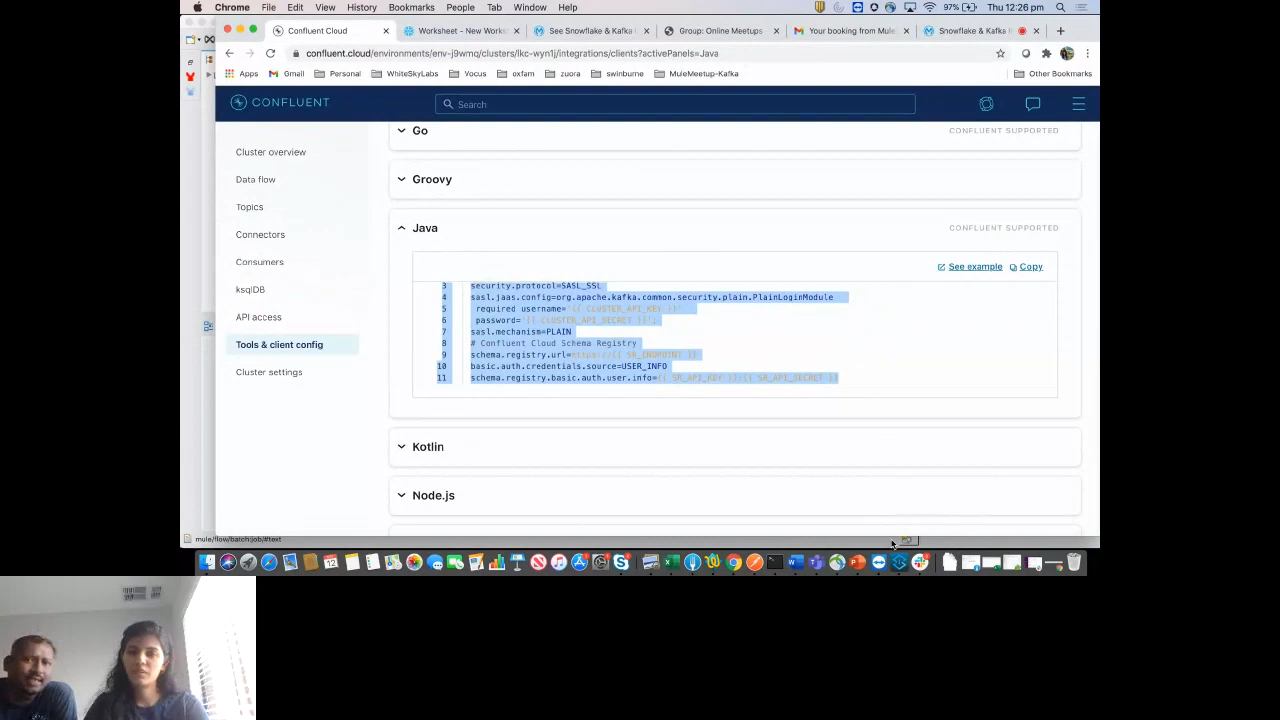 Chrome File Edit View History Bookmarks People Tab Window Help 97% Thu 12:26 pm
Confluent Cloud Worksheet - New Works See Snowflake & Kafka Group: Online Meetups Your booking from Mule Snowflake & Kafka
confluent.cloud/environments/env-j9wmq/clusters/lkc-wyn1j/integrations/clients?activePanels=Java
Apps Gmail Personal WhiteSkyLabs Vocus oxfam zuora swinburne MuleMeetup-Kafka Other Bookmarks
CONFLUENT Search
Cluster overview
Data flow
Topics
Connectors
Consumers
ksqlDB
API access
Tools & client config
Cluster settings
Go CONFLUENT SUPPORTED
Groovy
Java CONFLUENT SUPPORTED
See example Copy
3 security.protocol=SASL_SSL
4 sasl.jaas.config=org.apache.kafka.common.security.plain.PlainLoginModule
5 required username='{{ CLUSTER_API_KEY }}'
6 password='{{ CLUSTER_API_SECRET }}';
7 sasl.mechanism=PLAIN
8 # Confluent Cloud Schema Registry
9 schema.registry.url=https://{{ SR_ENDPOINT }}
10 basic.auth.credentials.source=USER_INFO
11 schema.registry.basic.auth.user.info={{ SR_API_KEY }}:{{ SR_API_SECRET }}
Kotlin
Node.js
mule/flow/batch:job/#text